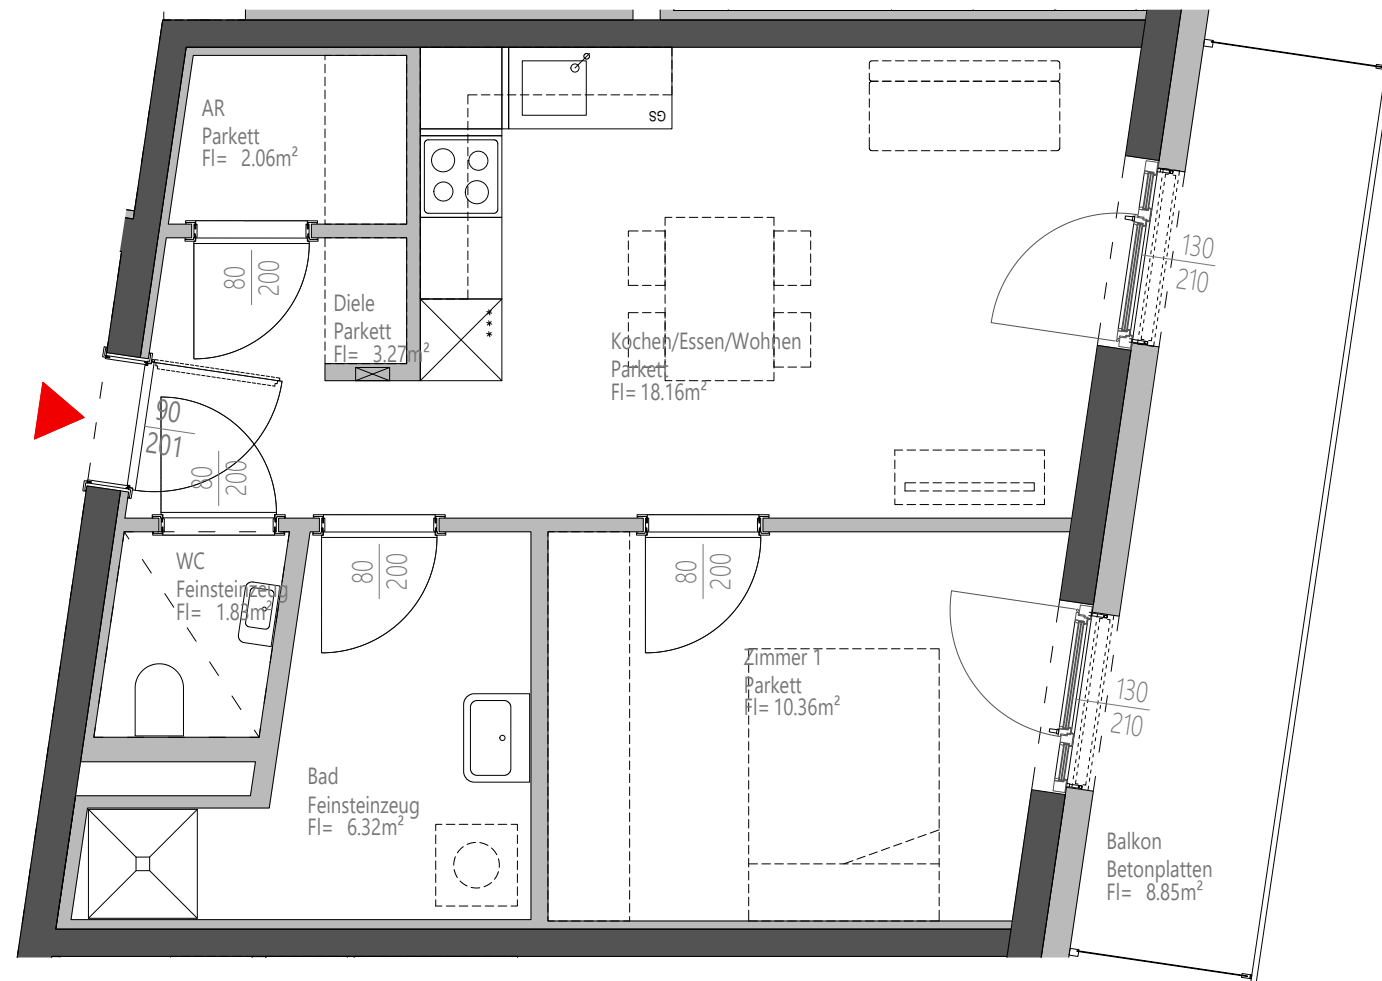 AR
Parkett
Fl= 2.06m²
GS
80
200
Diele
Parkett
Fl= 3.27m²
***
Kochen/Essen/Wohnen
Parkett
Fl= 18.16m²
130
210
90
201
80
200
WC
Feinsteinzeug
Fl= 1.83m²
80
200
80
200
Zimmer 1
Parkett
Fl= 10.36m²
130
210
Bad
Feinsteinzeug
Fl= 6.32m²
Balkon
Betonplatten
Fl= 8.85m²